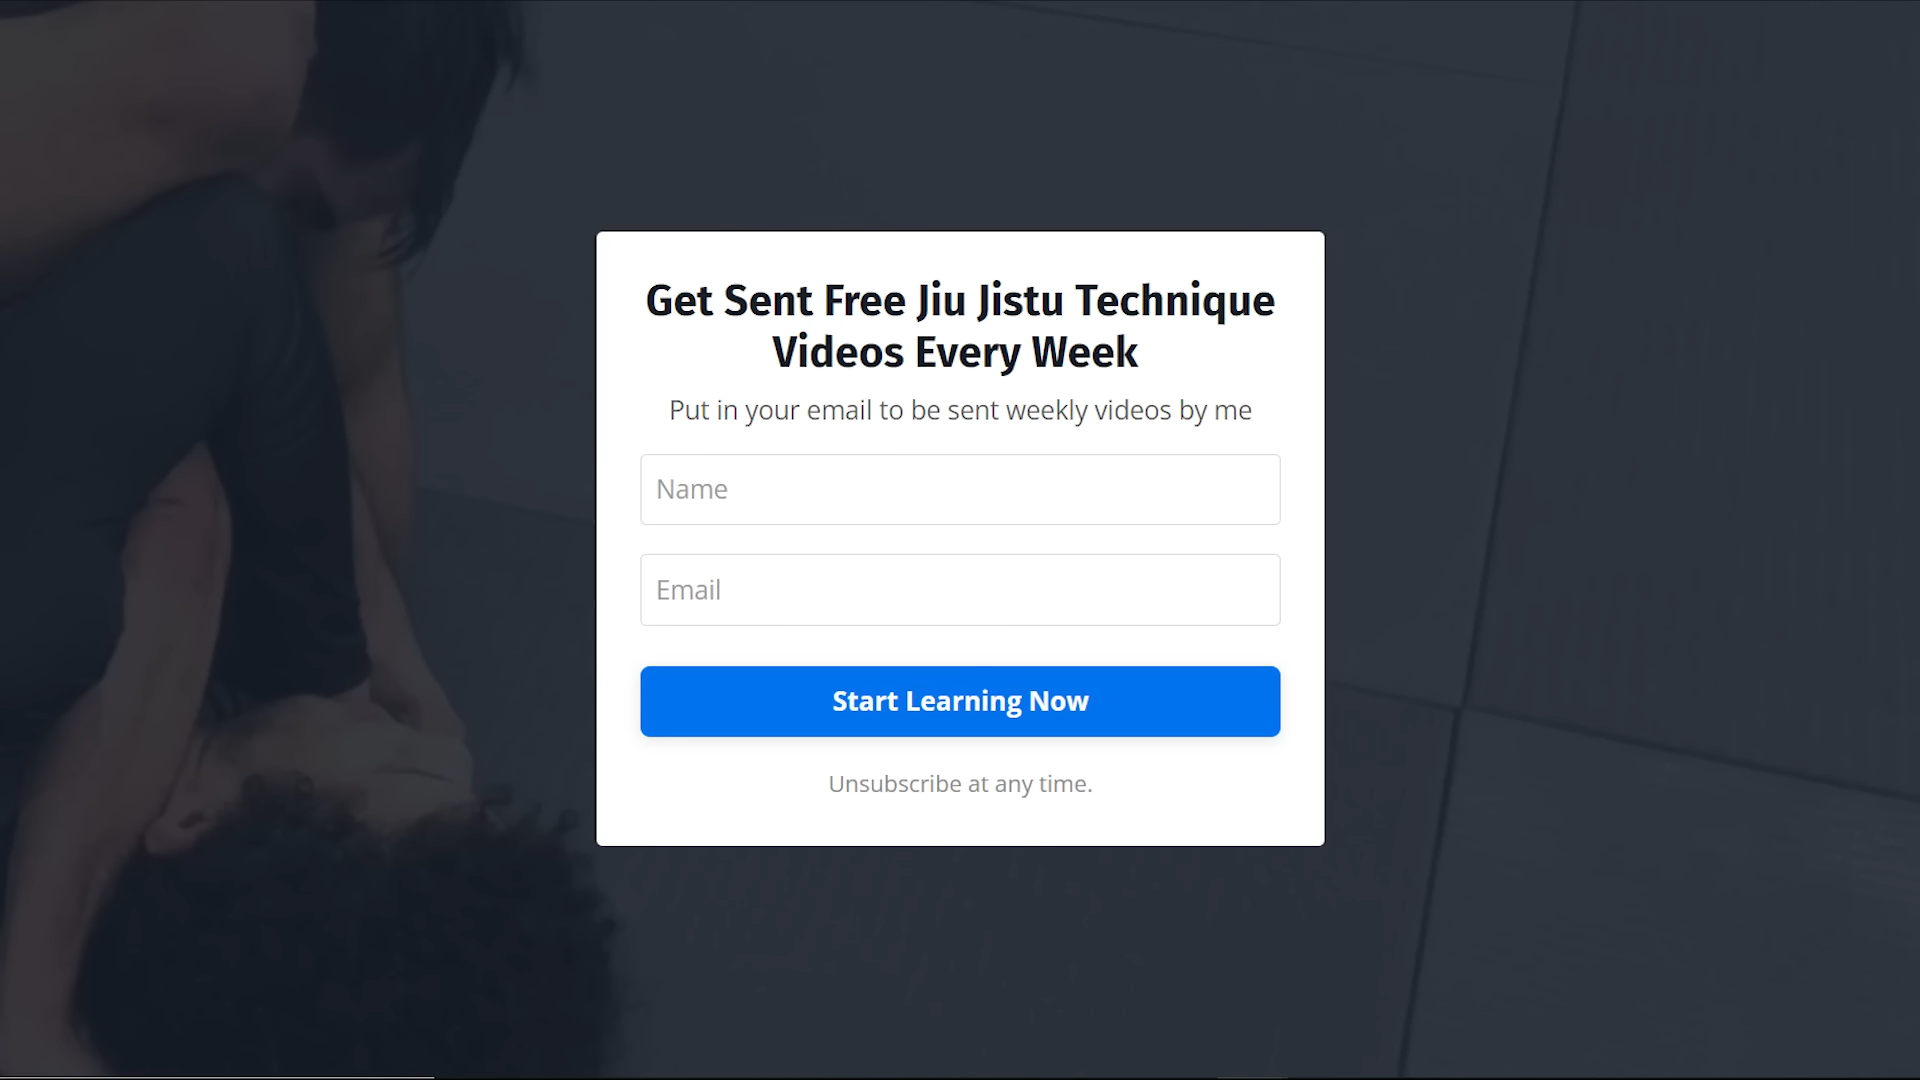 Get Sent Free Jiu Jistu Technique
Videos Every Week
Put in your email to be sent weekly videos by me
Name
Email
Start Learning Now
Unsubscribe at any time.